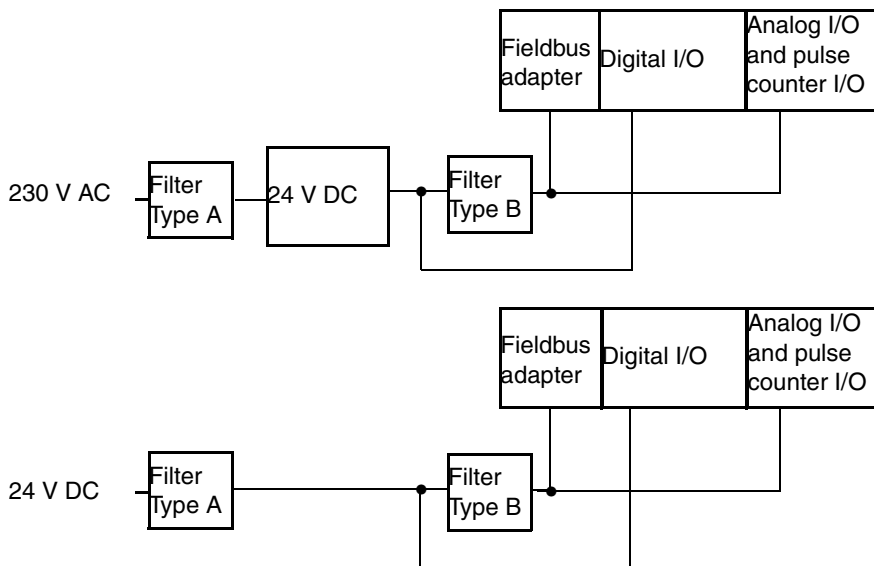 Fieldbus
adapter
Digital I/O
Analog I/O
and pulse
counter I/O
230 V AC
Filter
Type A
24 V DC
Filter
Type B
Fieldbus
adapter
Digital I/O
Analog I/O
and pulse
counter I/O
24 V DC
Filter
Type A
Filter
Type B